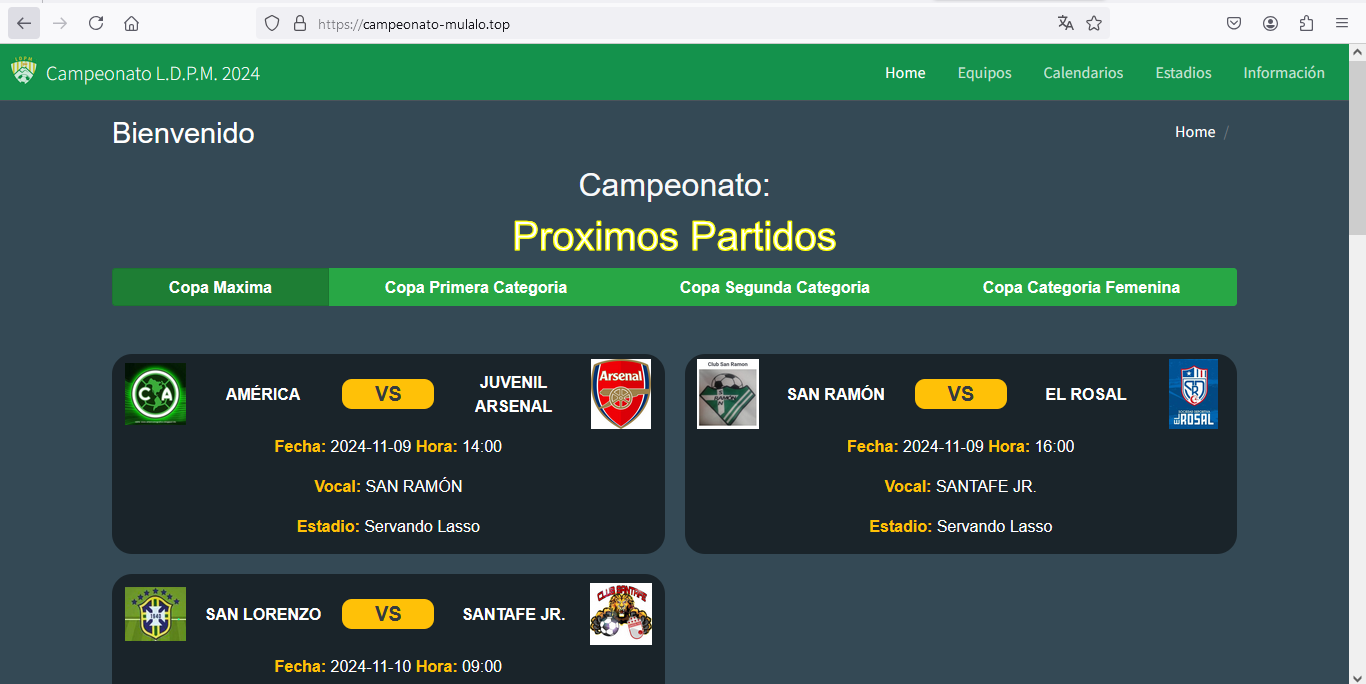 https://campeonato-mulalo.top
Campeonato L.D.P.M. 2024
Home Equipos Calendarios Estadios Información
Bienvenido
Home /
Campeonato:
Proximos Partidos
Copa Maxima Copa Primera Categoria Copa Segunda Categoria Copa Categoria Femenina
CA
AMÉRICA
VS
JUVENIL
ARSENAL
Arsenal
Fecha: 2024-11-09 Hora: 14:00
Vocal: SAN RAMÓN
Estadio: Servando Lasso
Club San Ramon
SAN RAMÓN
VS
EL ROSAL
ROSAL
Fecha: 2024-11-09 Hora: 16:00
Vocal: SANTAFE JR.
Estadio: Servando Lasso
SAN LORENZO
VS
SANTAFE JR.
CLUB SANTAFE
Fecha: 2024-11-10 Hora: 09:00